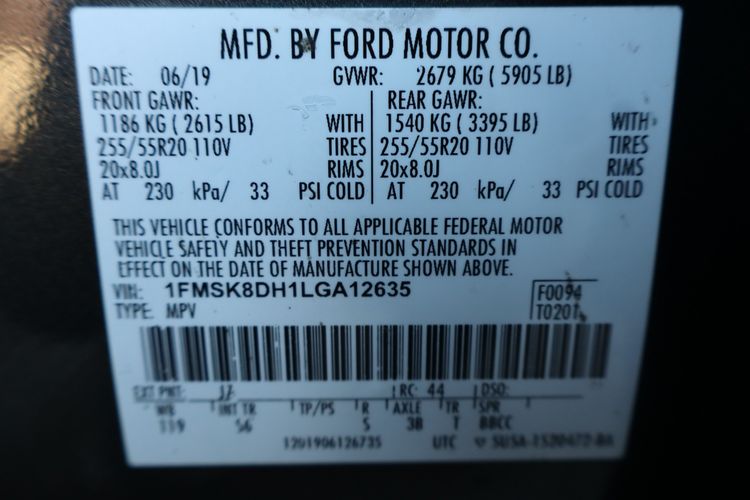 MFD. BY FORD MOTOR CO.
DATE: 06/19 GVWR: 2679 KG ( 5905 LB)
FRONT GAWR: REAR GAWR:
1186 KG ( 2615 LB) WITH 1540 KG ( 3395 LB) WITH
255/55R20 110V TIRES 255/55R20 110V TIRES
20x8.0J RIMS 20x8.0J RIMS
AT 230 kPa/ 33 PSI COLD AT 230 kPa/ 33 PSI COLD
THIS VEHICLE CONFORMS TO ALL APPLICABLE FEDERAL MOTOR
VEHICLE SAFETY AND THEFT PREVENTION STANDARDS IN
EFFECT ON THE DATE OF MANUFACTURE SHOWN ABOVE.
VIN: 1FMSK8DH1LGA12635 F0094
TYPE: MPV T0201
EXT PNT: RC: 44 DSO:
WB INT TR TP/PS R AXLE TR SPR
119 S6 S 3B T BBCC
1201906126735 UTC